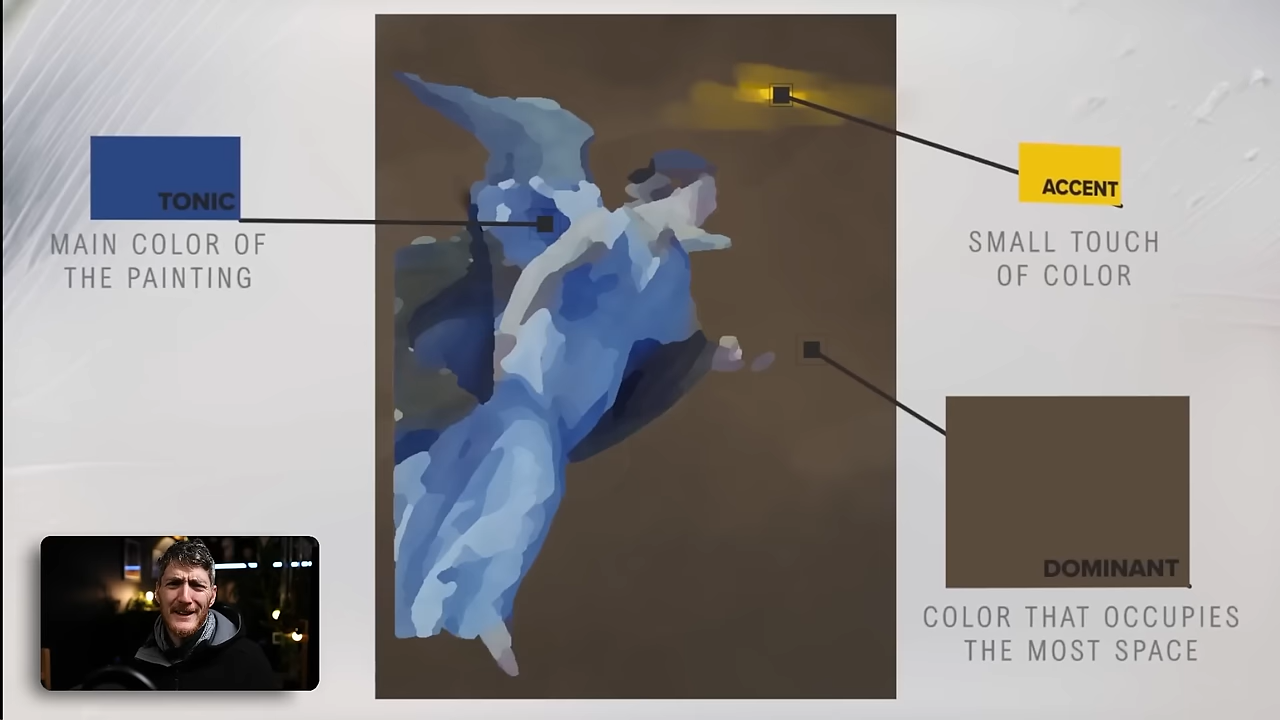 TONIC
MAIN COLOR OF
THE PAINTING
ACCENT
SMALL TOUCH
OF COLOR
DOMINANT
COLOR THAT OCCUPIES
THE MOST SPACE